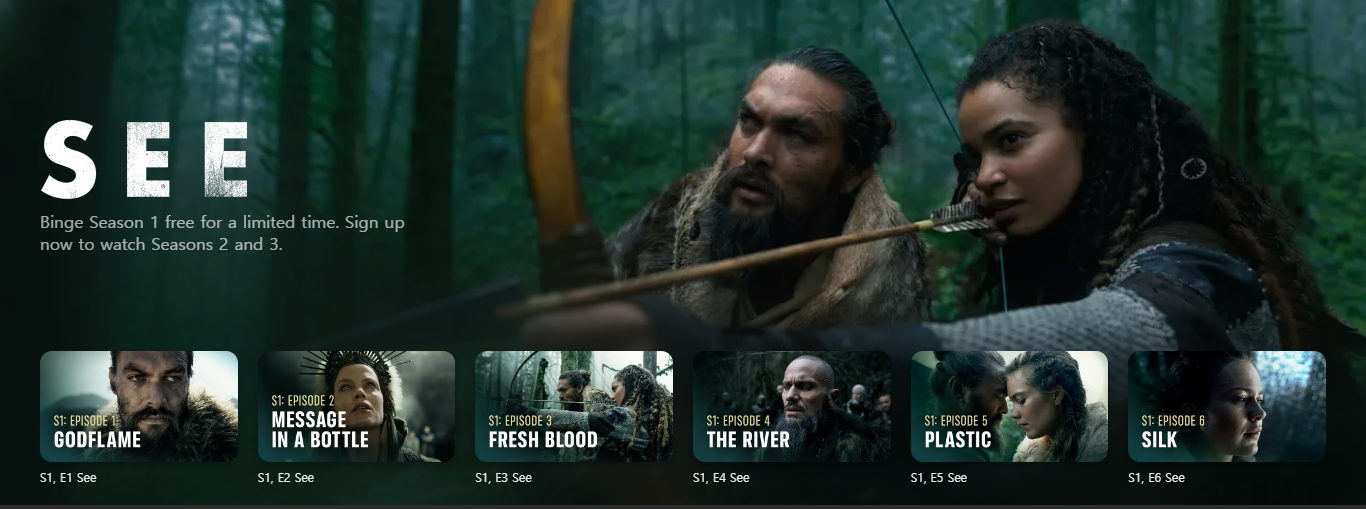 SEE
Binge Season 1 free for a limited time. Sign up
now to watch Seasons 2 and 3.
S1: EPISODE 1
GODFLAME
S1, E1 See
S1: EPISODE 2
MESSAGE
IN A BOTTLE
S1, E2 See
S1: EPISODE 3
FRESH BLOOD
S1, E3 See
S1: EPISODE 4
THE RIVER
S1, E4 See
S1: EPISODE 5
PLASTIC
S1, E5 See
S1: EPISODE 6
SILK
S1, E6 See